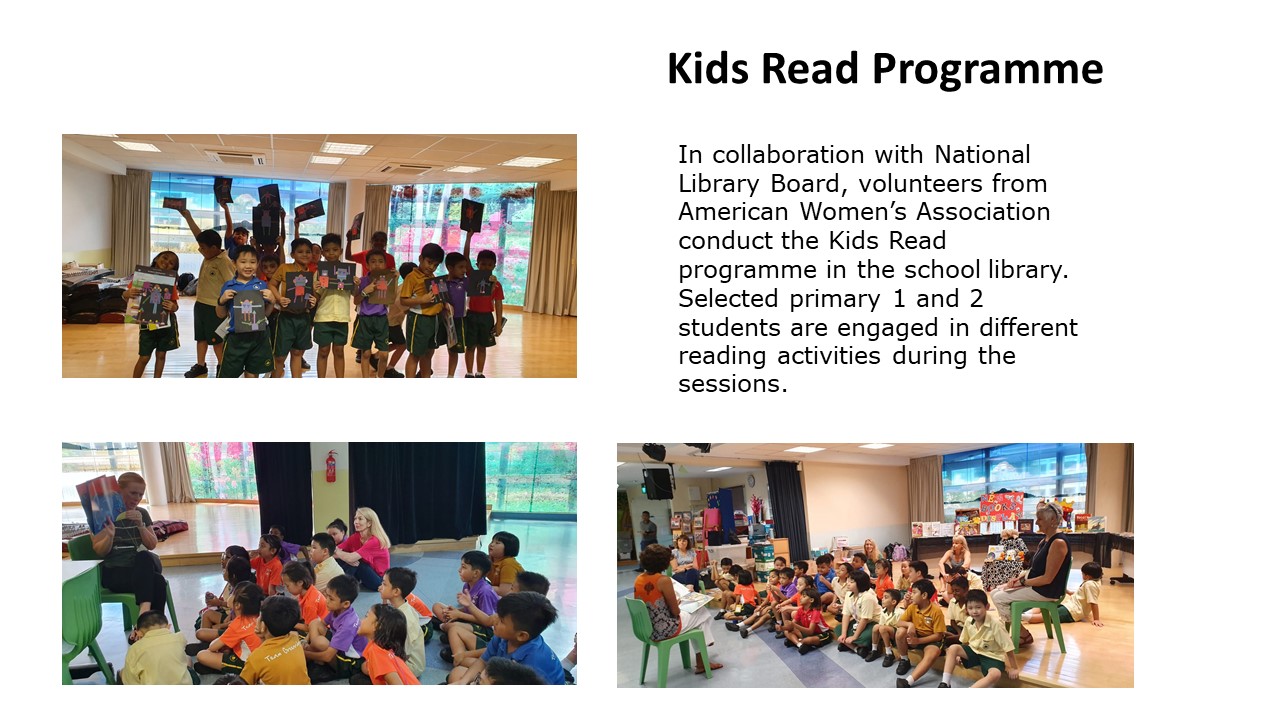 Kids Read Programme
In collaboration with National
Library Board, volunteers from
American Women’s Association
conduct the Kids Read
programme in the school library.
Selected primary 1 and 2
students are engaged in different
reading activities during the
sessions.